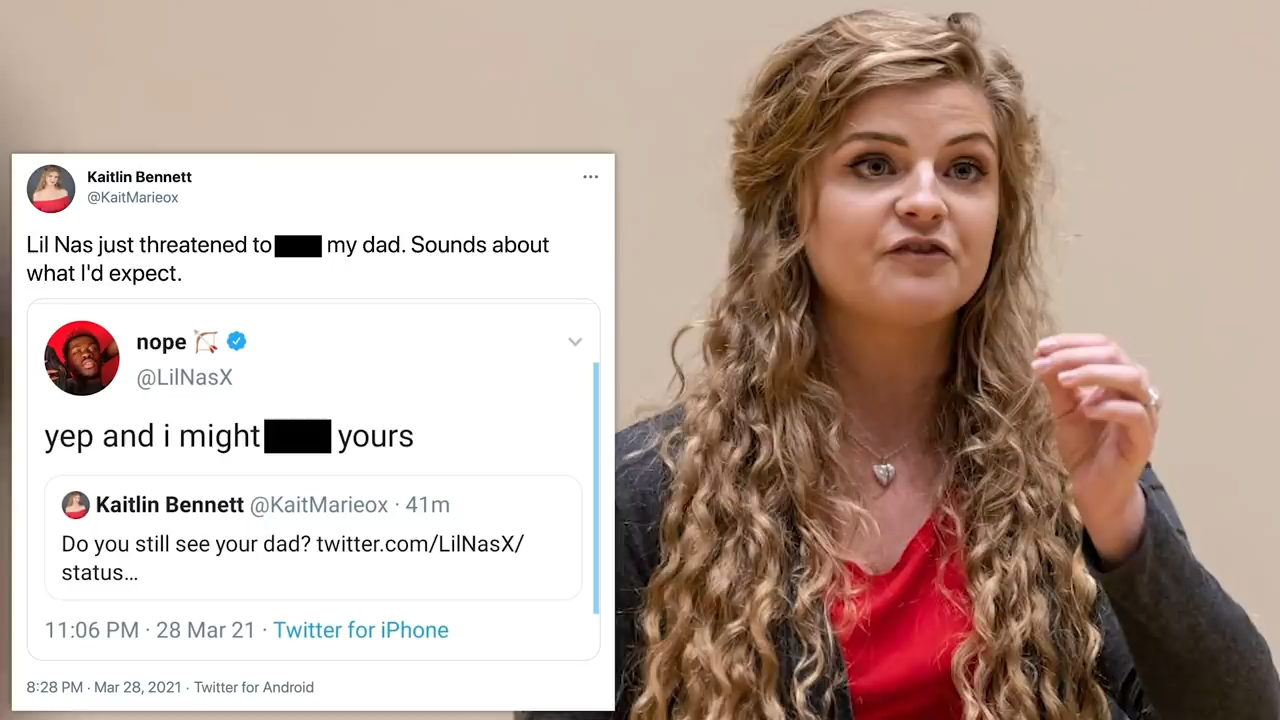 Kaitlin Bennett
@KaitMarieox
Lil Nas just threatened to my dad. Sounds about
what I'd expect.
nope
@LilNasX
yep and i might yours
Kaitlin Bennett @KaitMarieox · 41m
Do you still see your dad? twitter.com/LilNasX/
status...
11:06 PM · 28 Mar 21 · Twitter for iPhone
8:28 PM · Mar 28, 2021 · Twitter for Android